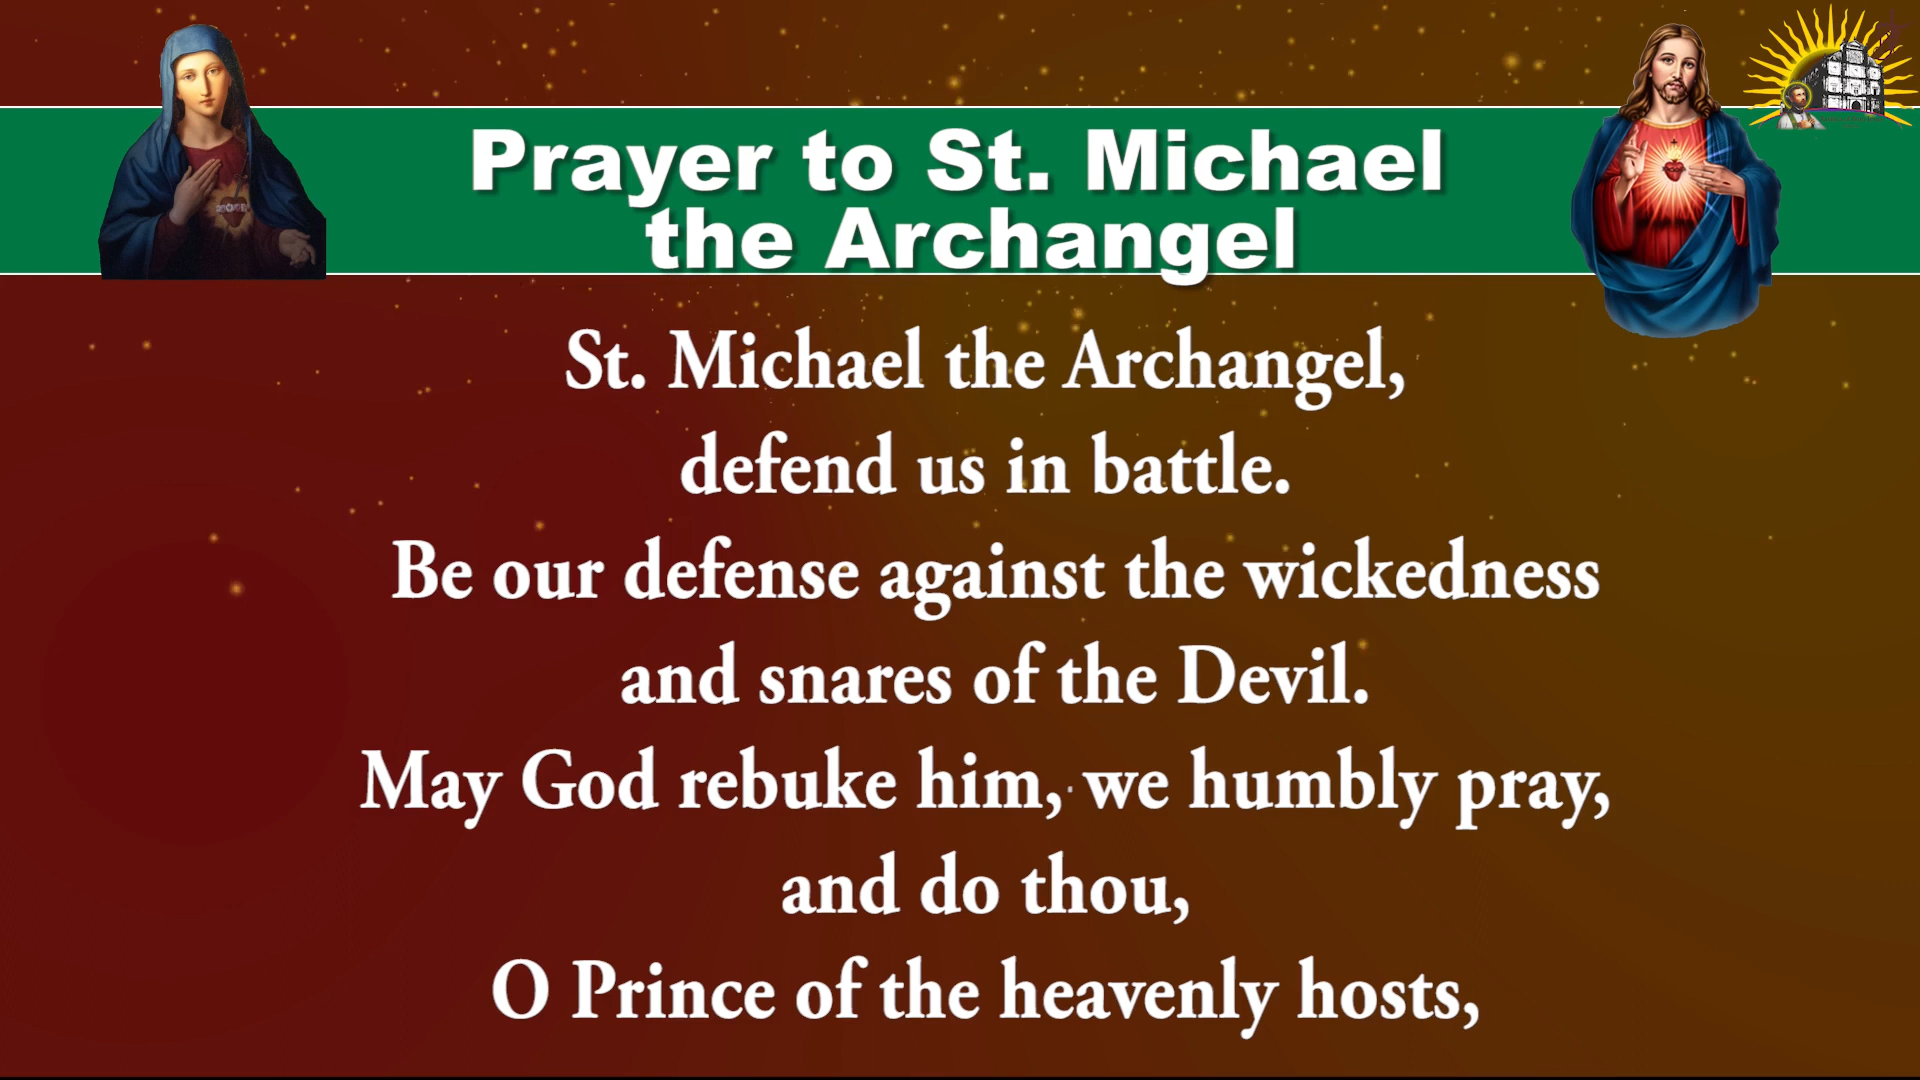 Prayer to St. Michael
the Archangel
St. Michael the Archangel,
defend us in battle.
Be our defense against the wickedness
and snares of the Devil.
May God rebuke him, we humbly pray,
and do thou,
O Prince of the heavenly hosts,